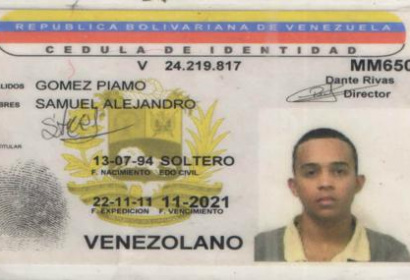 REPUBLICA BOLIVARIANA DE VENEZUELA
CEDULA DE IDENTIDAD
V 24.219.817 MM650
Dante Rivas
Director
LIDOS GOMEZ PIAMO
BRES SAMUEL ALEJANDRO
TITULAR
13-07-94 SOLTERO
F. NACIMIENTO EDO CIVIL
22-11-11 11-2021
F. EXPEDICION F. VENCIMIENTO
VENEZOLANO